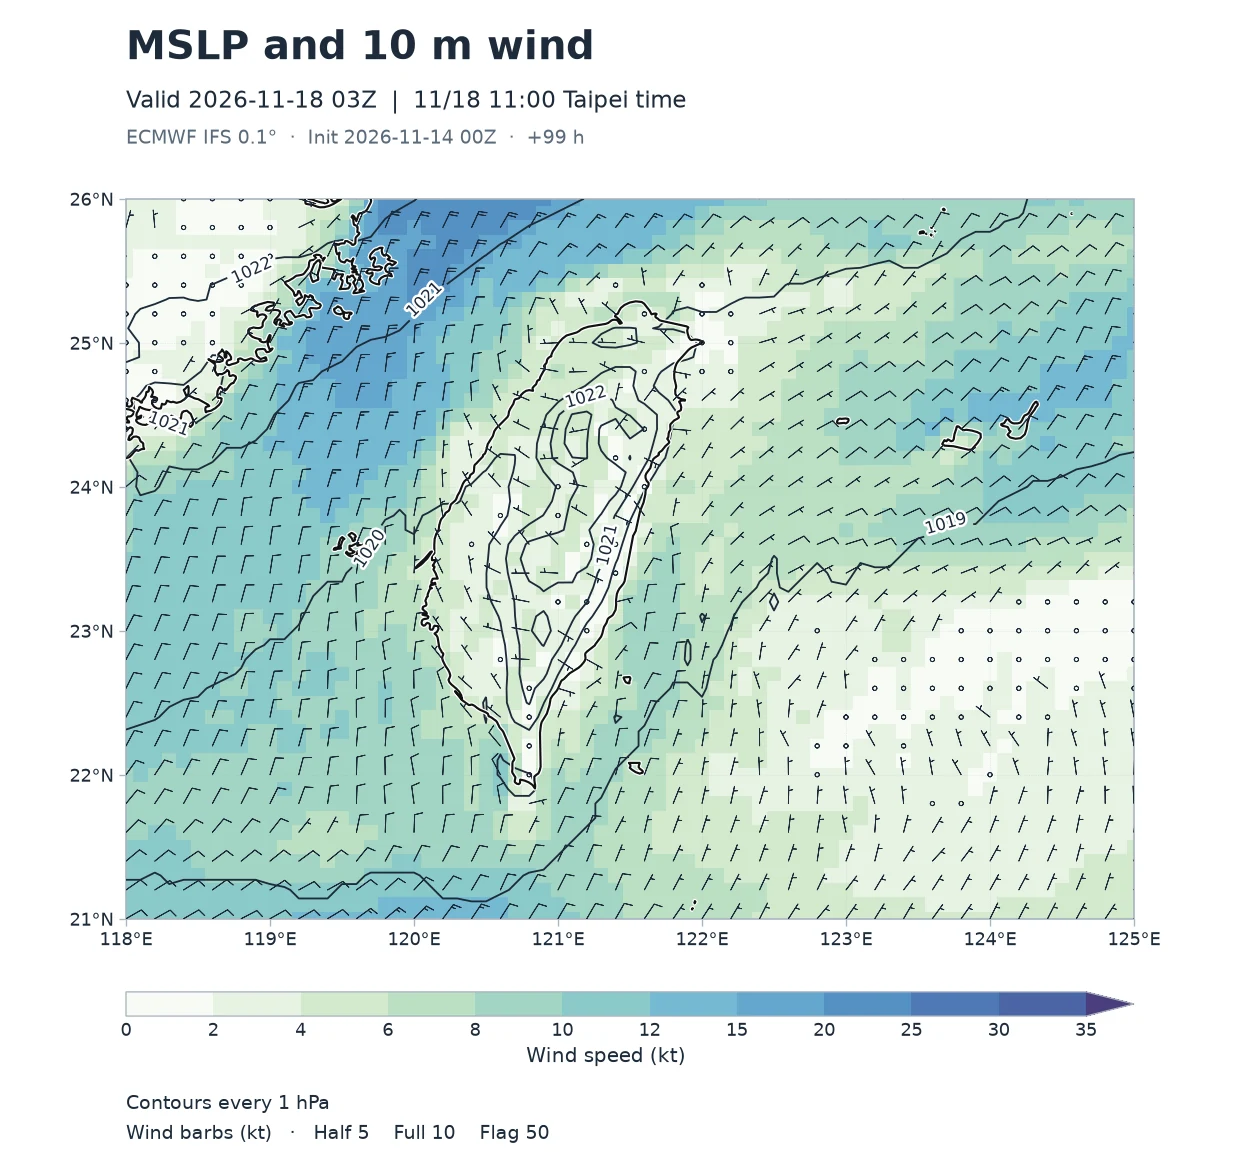 MSLP and 10 m wind
Valid 2026-11-18 03Z | 11/18 11:00 Taipei time
ECMWF IFS 0.1° · Init 2026-11-14 00Z · +99 h
26°N
1022
1021
25°N
1022
1021
24°N
1020
1021
1019
23°N
22°N
21°N
118°E 119°E 120°E 121°E 122°E 123°E 124°E 125°E
0 2 4 6 8 10 12 15 20 25 30 35
Wind speed (kt)
Contours every 1 hPa
Wind barbs (kt) · Half 5 Full 10 Flag 50